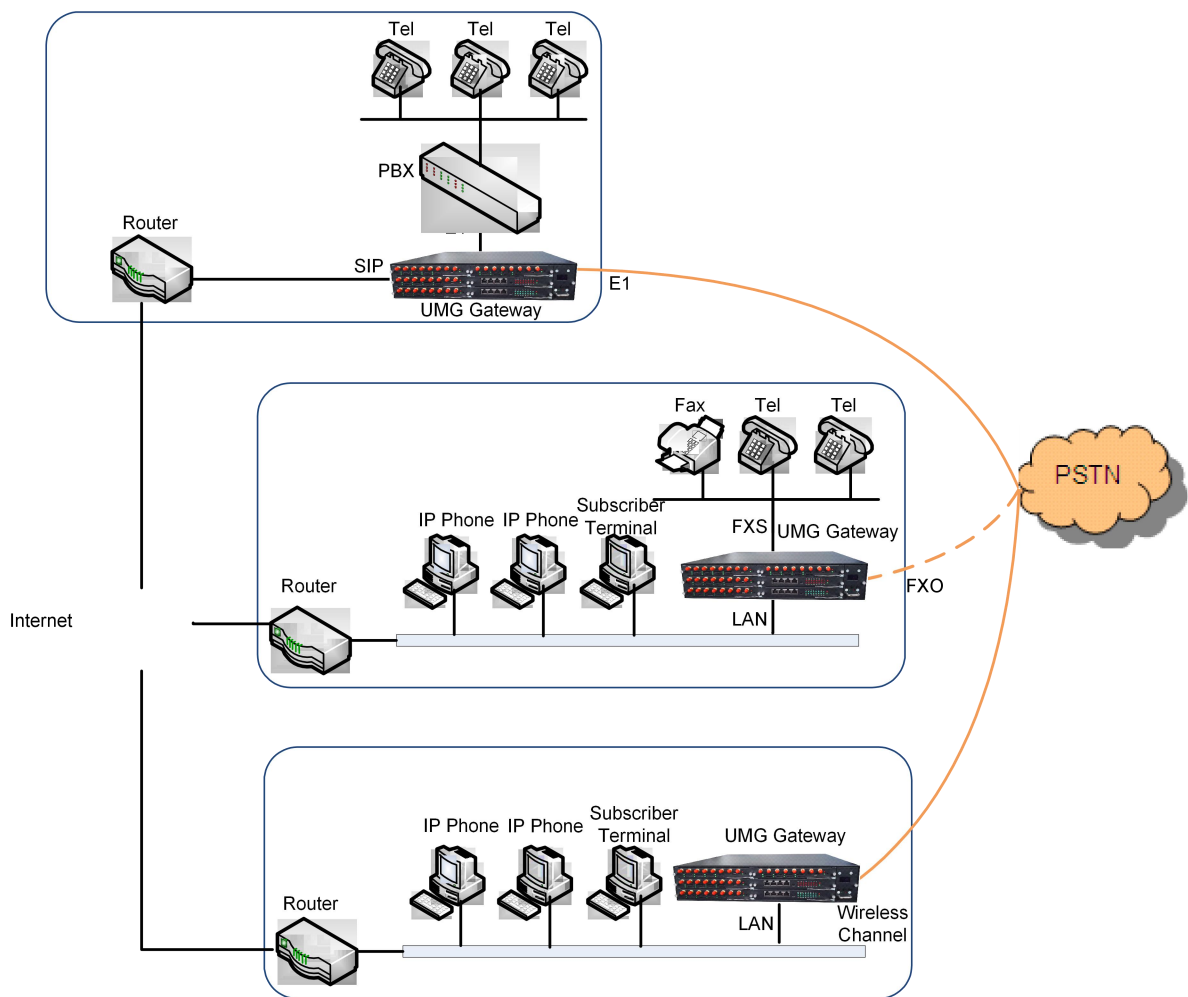 Tel Tel Tel
PBX
Router
SIP
E1
UMG Gateway
Fax Tel Tel
PSTN
IP Phone IP Phone Subscriber
Terminal
FXS UMG Gateway
Router
FXO
Internet
LAN
IP Phone IP Phone Subscriber
Terminal
UMG Gateway
Router
LAN
Wireless
Channel